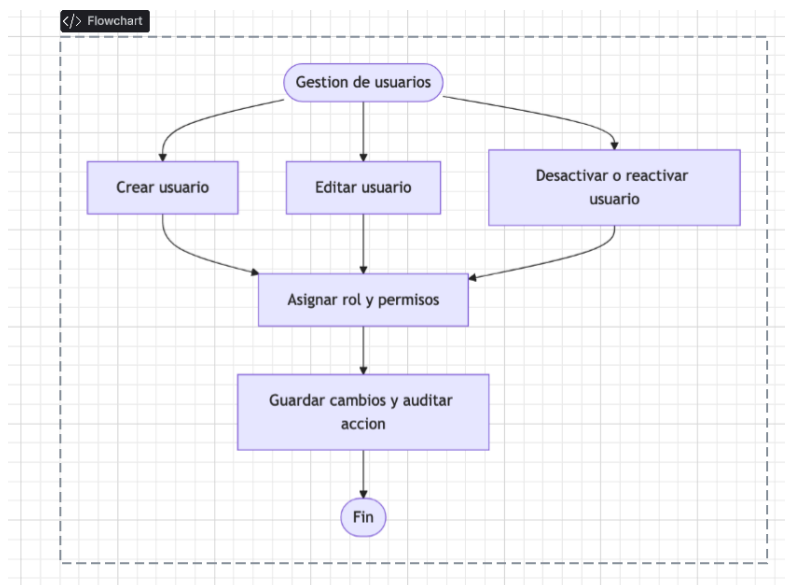 </> Flowchart
Gestion de usuarios
Crear usuario
Editar usuario
Desactivar o reactivar
usuario
Asignar rol y permisos
Guardar cambios y auditar
accion
Fin